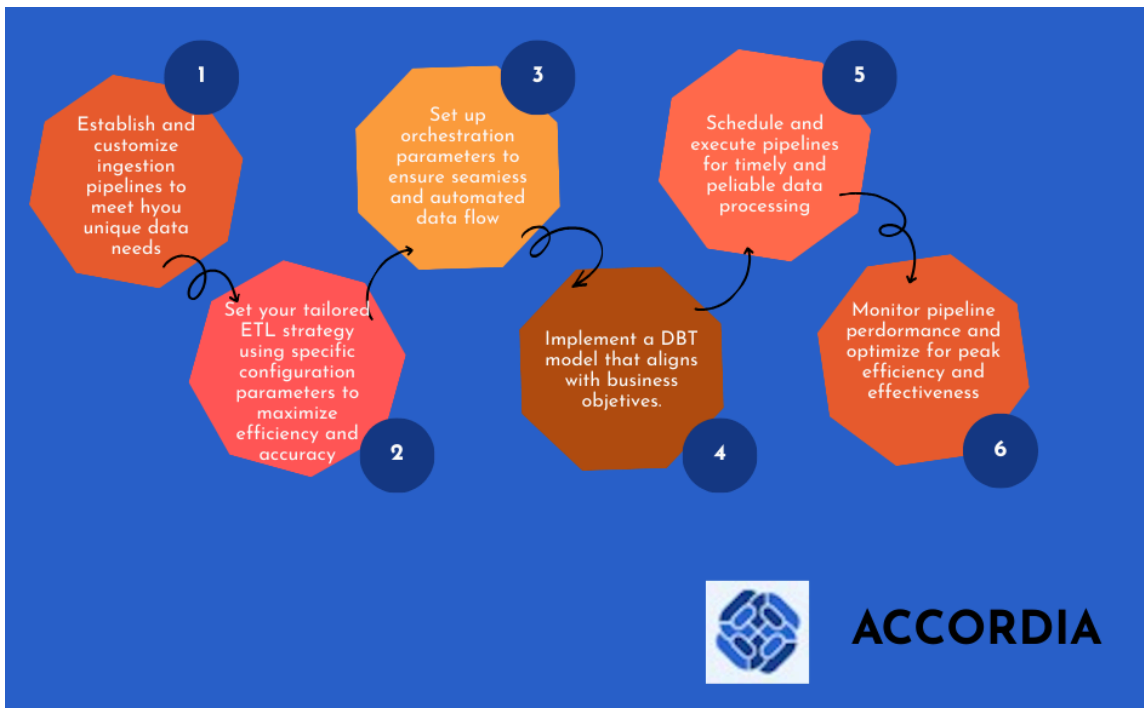 1
Establish and
customize
ingestion
pipelines to
meet hyou
unique data
needs
2
Set your tailored
ETL strategy
using specific
configuration
parameters to
maximize
efficiency and
accuracy
3
Set up
orchestration
parameters to
ensure seamiess
and automated
data flow
4
Implement a DBT
model that aligns
with business
objetives.
5
Schedule and
execute pipelines
for timely and
peliable data
processing
6
Monitor pipeline
perdormance and
optimize for peak
efficiency and
effectiveness
ACCORDIA